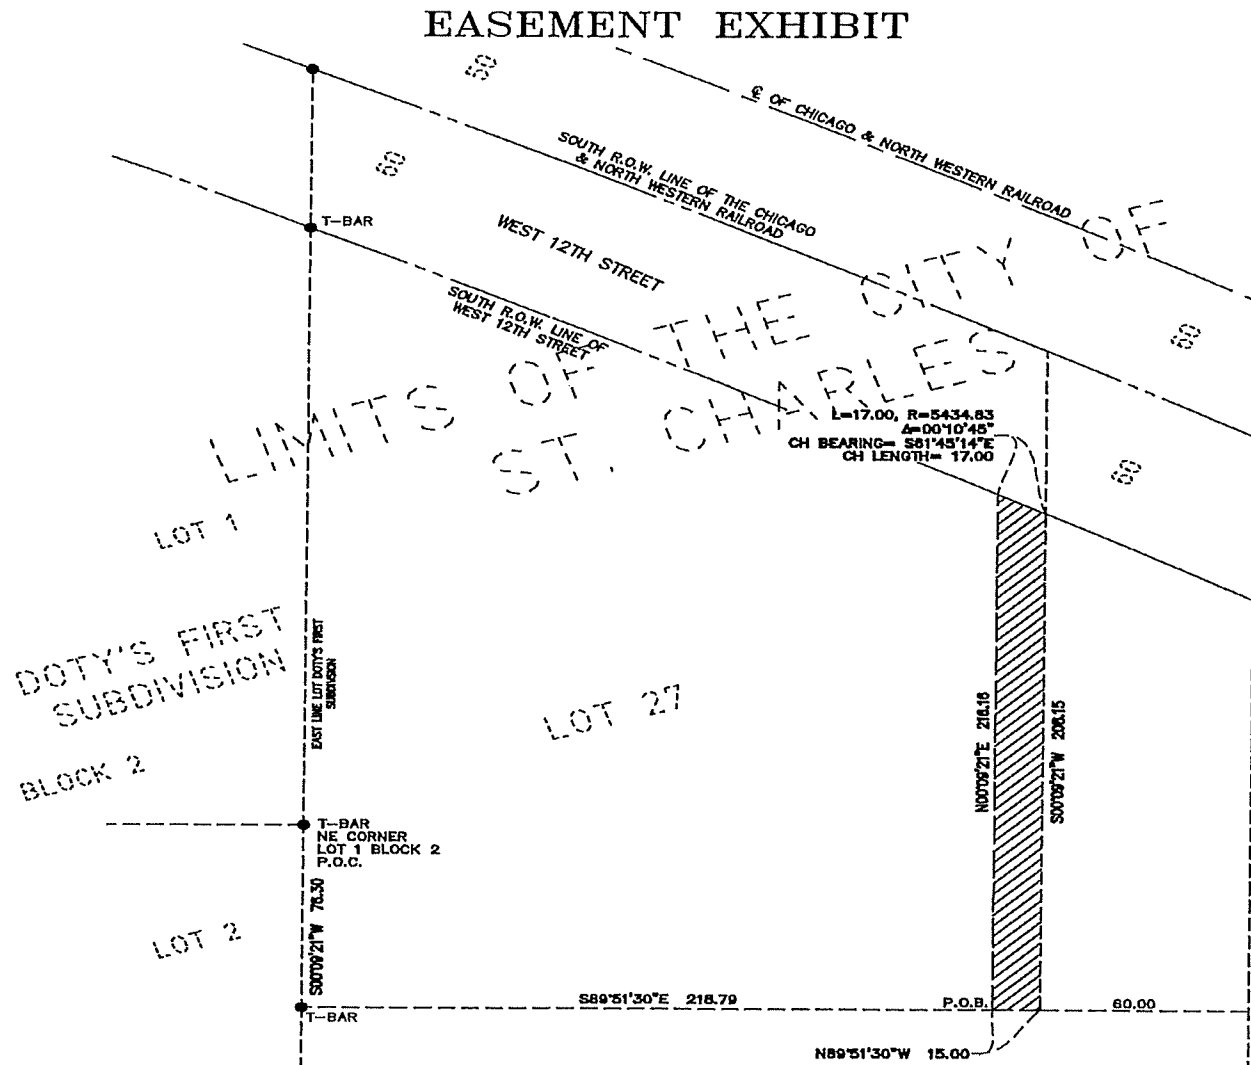 EASEMENT EXHIBIT
50
℄ OF CHICAGO & NORTH WESTERN RAILROAD
SOUTH R.O.W. LINE OF THE CHICAGO
& NORTH WESTERN RAILROAD
60
T-BAR
WEST 12TH STREET
SOUTH R.O.W. LINE OF
WEST 12TH STREET
LIMITS OF THE CITY OF
ST. CHARLES
60
L=17.00, R=5434.83
Δ=00°10'45"
CH BEARING= S61°45'14"E
CH LENGTH= 17.00
60
LOT 1
DOTY'S FIRST
SUBDIVISION
BLOCK 2
EAST LINE LOT DOTY'S FIRST
SUBDIVISION
LOT 27
N00°09'21"E 216.16
S00°09'21"W 208.15
T-BAR
NE CORNER
LOT 1 BLOCK 2
P.O.C.
S00°09'21"W 76.30
LOT 2
S89°51'30"E 218.79
P.O.B.
60.00
T-BAR
N89°51'30"W 15.00